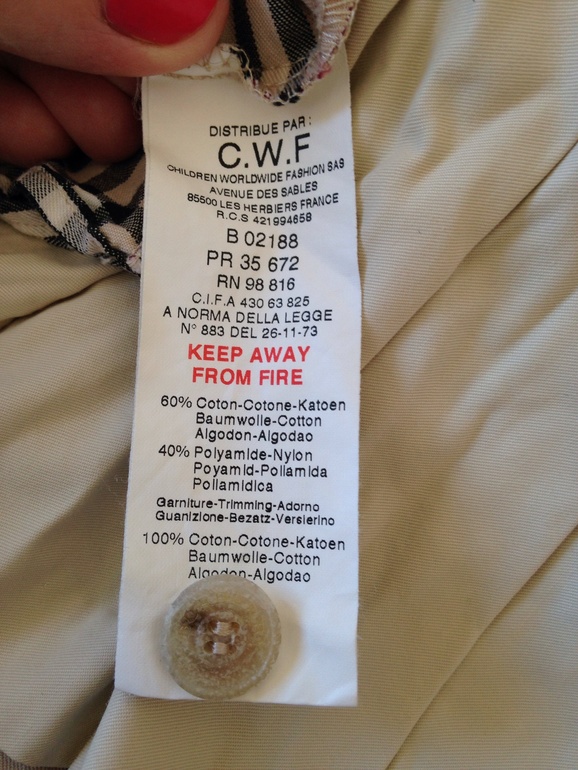 DISTRIBUE PAR :
C.W.F
CHILDREN WORLDWIDE FASHION SAS
AVENUE DES SABLES
85500 LES HERBIERS FRANCE
R.C.S 421994658
B 02188
PR 35 672
RN 98 816
C.I.F.A 430 63 825
A NORMA DELLA LEGGE
N° 883 DEL 26-11-73
KEEP AWAY
FROM FIRE
60% Coton-Cotone-Katoen
Baumwolle-Cotton
Algodon-Algodao
40% Polyamide-Nylon
Poyamid-Poliamida
Poliamidica
Garniture-Trimming-Adorno
Guanizione-Bezatz-Versierino
100% Coton-Cotone-Katoen
Baumwolle-Cotton
Algodon-Algodao